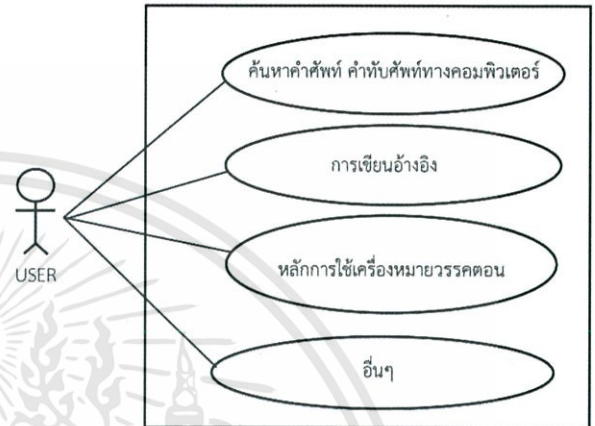 ค้นหาคำศัพท์ คำทับศัพท์ทางคอมพิวเตอร์
การเขียนอ้างอิง
USER
หลักการใช้เครื่องหมายวรรคตอน
อื่นๆ